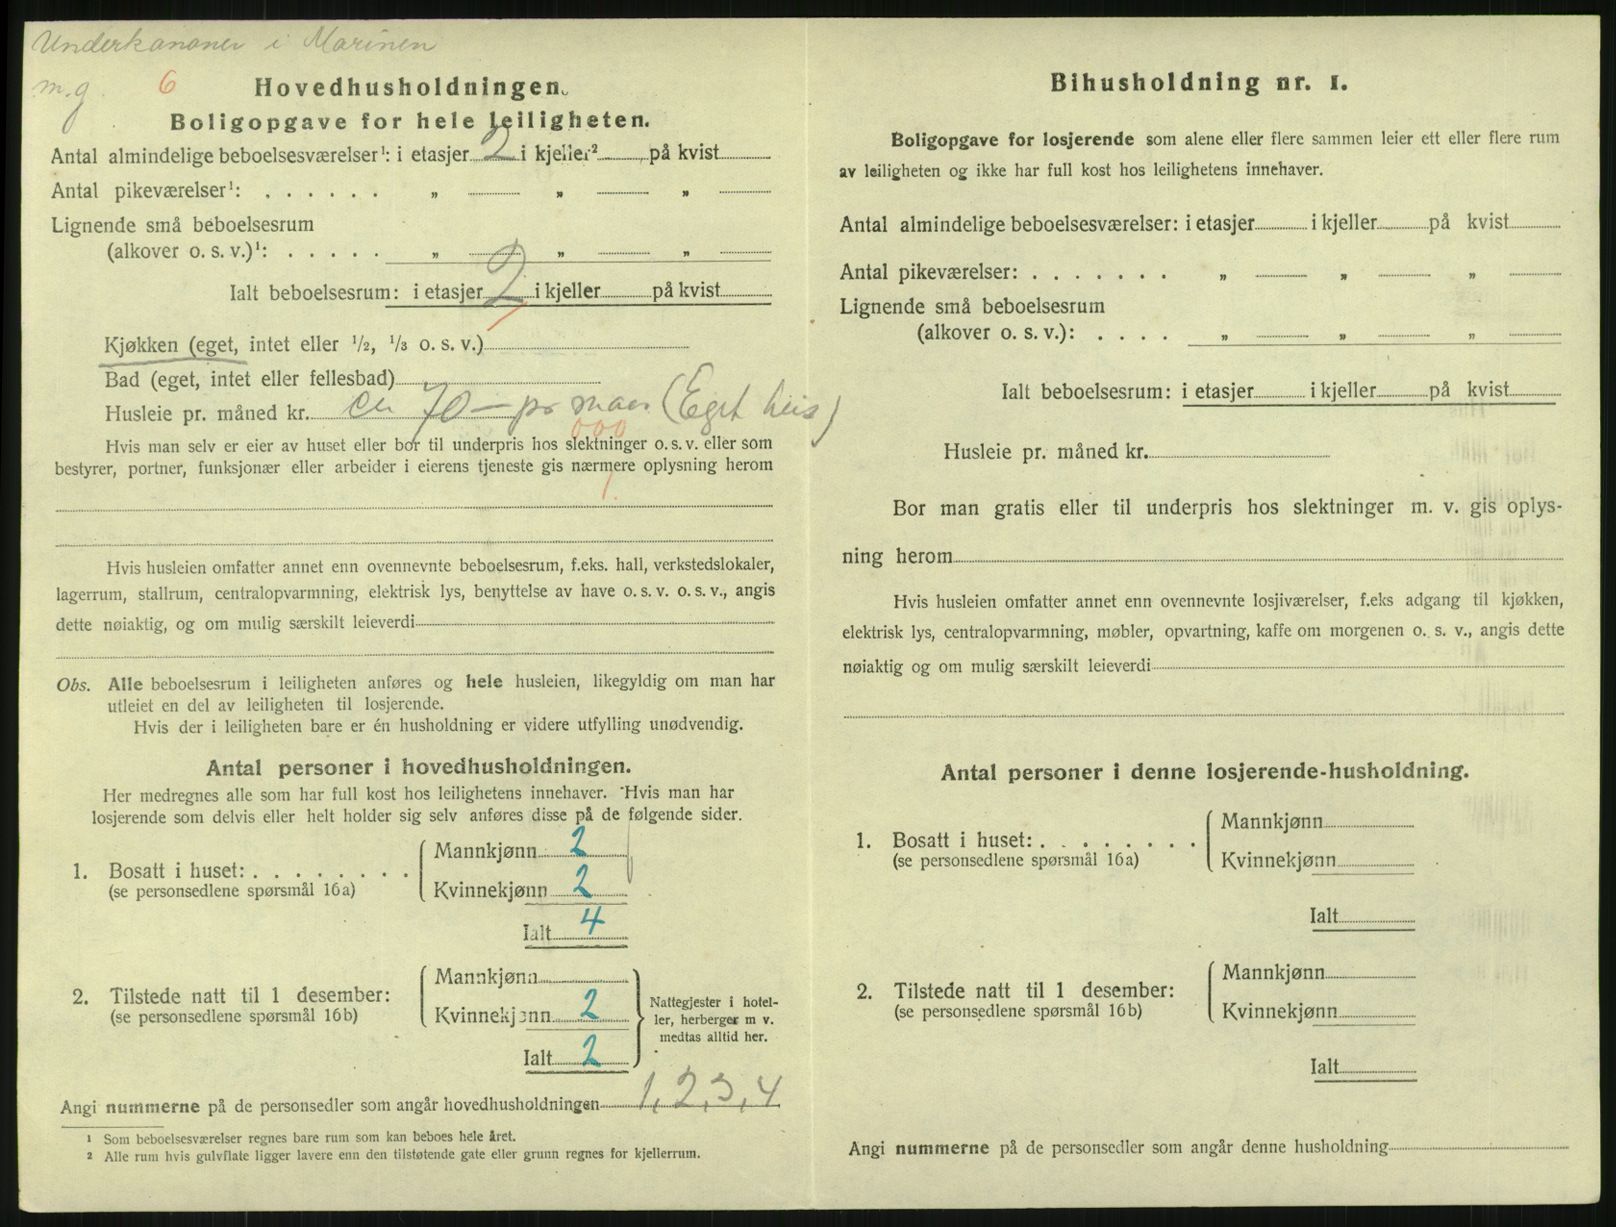 Underkanoner i Marinen
m.g. 6
Hovedhusholdningen.
Boligopgave for hele leiligheten.
Antal almindelige beboelsesværelser¹: i etasjer 2 i kjeller² på kvist
Antal pikeværelser¹: . . . . . . „ „ „
Lignende små beboelsesrum
(alkover o. s. v.)¹: . . . . . „ „ „
Ialt beboelsesrum: i etasjer 2 i kjeller på kvist
Kjøkken (eget, intet eller 1/2, 1/3 o. s. v.)
Bad (eget, intet eller fellesbad)
Husleie pr. måned kr. ca 70 — pr maan (Eget hus)
000
Hvis man selv er eier av huset eller bor til underpris hos slektninger o. s. v. eller som
bestyrer, portner, funksjonær eller arbeider i eierens tjeneste gis nærmere oplysning herom
1.
Hvis husleien omfatter annet enn ovennevnte beboelsesrum, f.eks. hall, verkstedslokaler,
lagerrum, stallrum, centralopvarmning, elektrisk lys, benyttelse av have o. s. v. o. s. v., angis
dette nøiaktig, og om mulig særskilt leieverdi
Obs. Alle beboelsesrum i leiligheten anføres og hele husleien, likegyldig om man har
utleiet en del av leiligheten til losjerende.
Hvis der i leiligheten bare er én husholdning er videre utfylling unødvendig.
Antal personer i hovedhusholdningen.
Her medregnes alle som har full kost hos leilighetens innehaver. Hvis man har
losjerende som delvis eller helt holder sig selv anføres disse på de følgende sider.
1. Bosatt i huset: . . . . . . . .
(se personsedlene spørsmål 16a)
Mannkjønn 2
Kvinnekjønn 2
Ialt 4
2. Tilstede natt til 1 desember:
(se personsedlene spørsmål 16b)
Mannkjønn
Kvinnekjønn 2
Ialt 2
Nattegjester i hotel-
ler, herberger m v.
medtas alltid her.
Angi nummerne på de personsedler som angår hovedhusholdningen 1, 2, 3, 4
¹ Som beboelsesværelser regnes bare rum som kan beboes hele året.
² Alle rum hvis gulvflate ligger lavere enn den tilstøtende gate eller grunn regnes for kjellerrum.
Bihusholdning nr. 1.
Boligopgave for losjerende som alene eller flere sammen leier ett eller flere rum
av leiligheten og ikke har full kost hos leilighetens innehaver.
Antal almindelige beboelsesværelser: i etasjer i kjeller på kvist
Antal pikeværelser: . . . . . . . „ „ „
Lignende små beboelsesrum
(alkover o. s. v.): . . . . „ „ „
Ialt beboelsesrum: i etasjer i kjeller på kvist
Husleie pr. måned kr.
Bor man gratis eller til underpris hos slektninger m. v. gis oplys-
ning herom
Hvis husleien omfatter annet enn ovennevnte losjiværelser, f.eks adgang til kjøkken,
elektrisk lys, centralopvarmning, møbler, opvartning, kaffe om morgenen o. s. v., angis dette
nøiaktig og om mulig særskilt leieverdi
Antal personer i denne losjerende-husholdning.
1. Bosatt i huset: . . . . . . . .
(se personsedlene spørsmål 16a)
Mannkjønn
Kvinnekjønn
Ialt
2. Tilstede natt til 1 desember:
(se personsedlene spørsmål 16b)
Mannkjønn
Kvinnekjønn
Ialt
Angi nummerne på de personsedler som angår denne husholdning